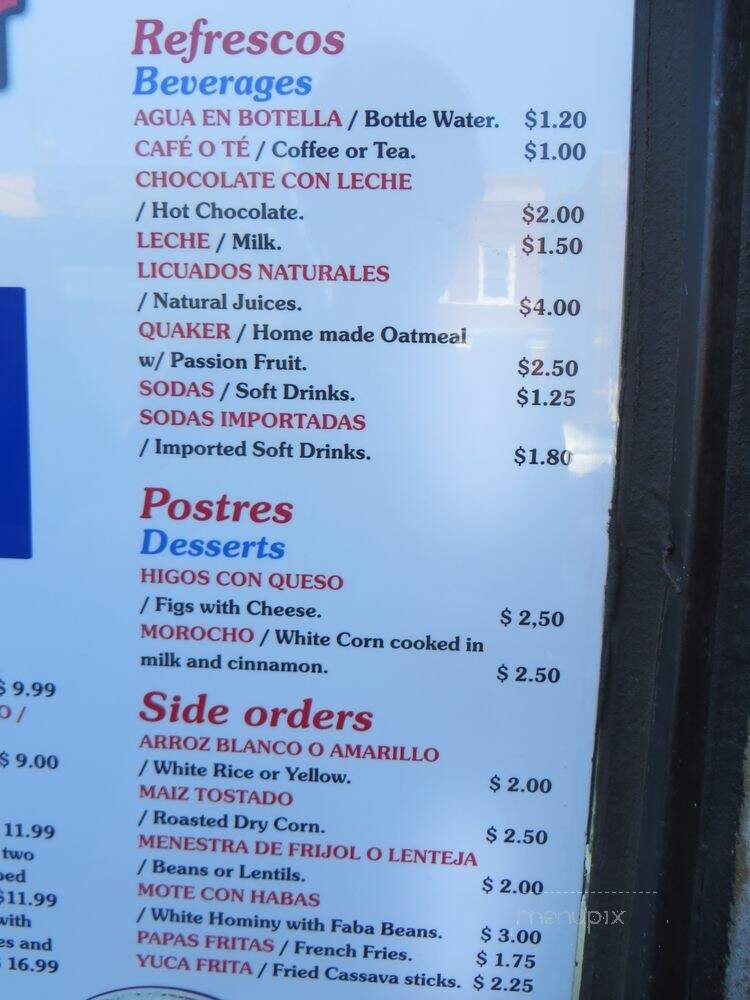 Refrescos
Beverages
AGUA EN BOTELLA / Bottle Water. $1.20
CAFÉ O TÉ / Coffee or Tea. $1.00
CHOCOLATE CON LECHE
/ Hot Chocolate. $2.00
LECHE / Milk. $1.50
LICUADOS NATURALES
/ Natural Juices. $4.00
QUAKER / Home made Oatmeal
w/ Passion Fruit. $2.50
SODAS / Soft Drinks. $1.25
SODAS IMPORTADAS
/ Imported Soft Drinks. $1.80
Postres
Desserts
HIGOS CON QUESO
/ Figs with Cheese. $ 2,50
MOROCHO / White Corn cooked in
milk and cinnamon. $ 2.50
Side orders
ARROZ BLANCO O AMARILLO
/ White Rice or Yellow. $ 2.00
MAIZ TOSTADO
/ Roasted Dry Corn. $ 2.50
MENESTRA DE FRIJOL O LENTEJA
/ Beans or Lentils. $ 2.00
MOTE CON HABAS
/ White Hominy with Faba Beans. $ 3.00
PAPAS FRITAS / French Fries. $ 1.75
YUCA FRITA / Fried Cassava sticks. $ 2.25
$ 9.99
O /
$ 9.00
11.99
two
$11.99
with
and
16.99
menupix